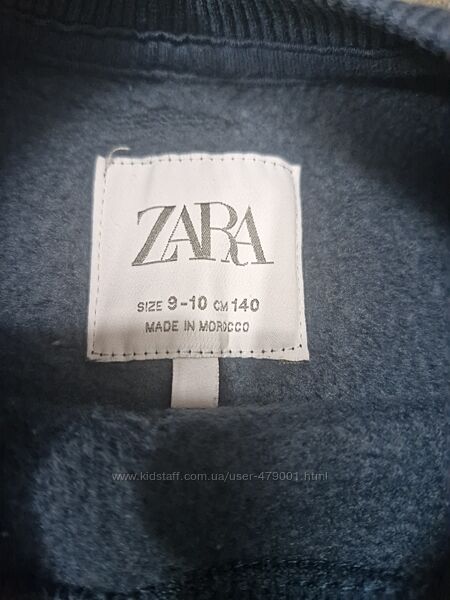 ZARA
SIZE 9-10 CM 140
MADE IN MOROCCO
www.kidstaff.com.ua/user-479001.html